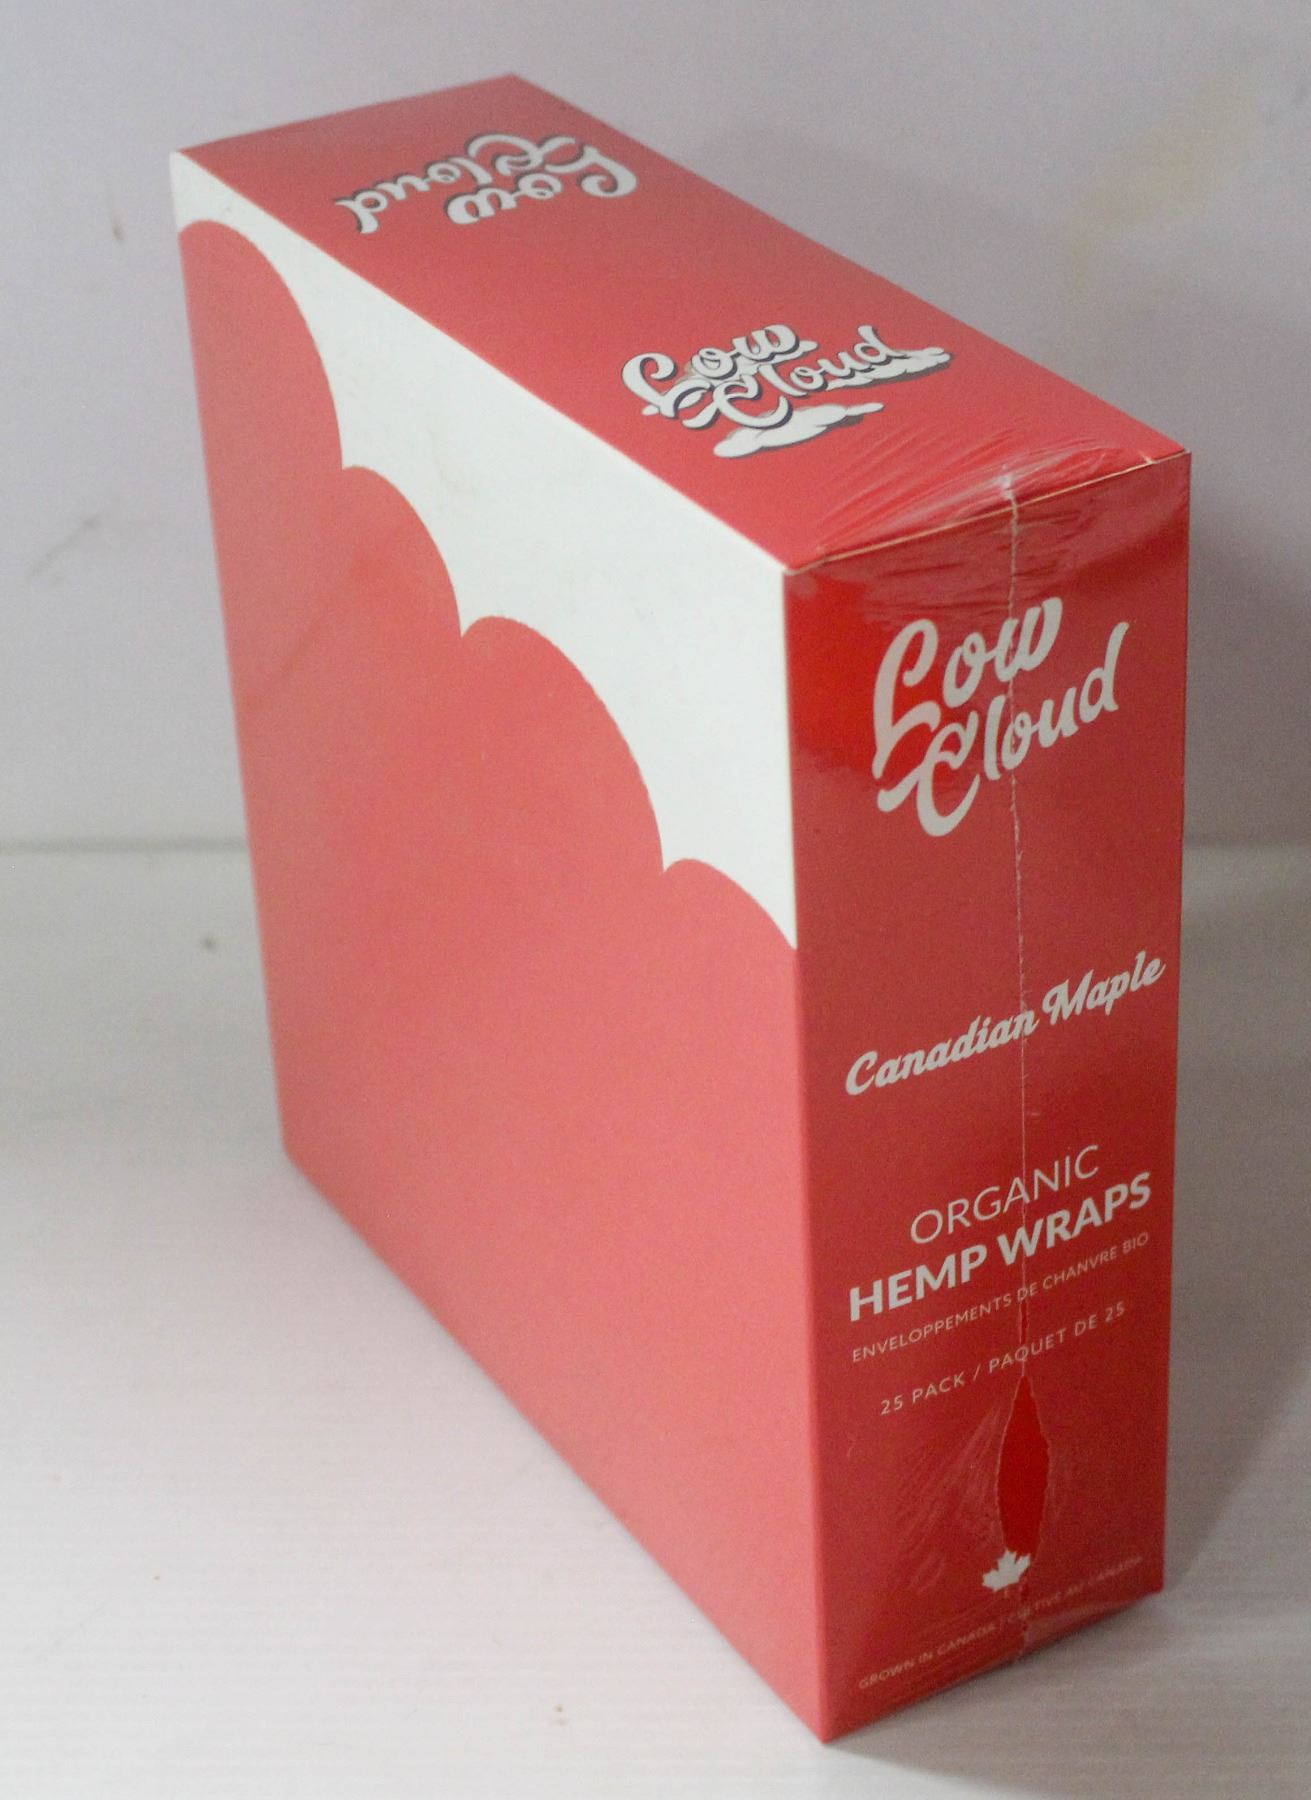 Low
Cloud
Low
Cloud
Low
Cloud
Canadian Maple
ORGANIC
HEMP WRAPS
ENVELOPPEMENTS DE CHANVRE BIO
25 PACK / PAQUET DE 25
GROWN IN CANADA / CULTIVÉ AU CANADA